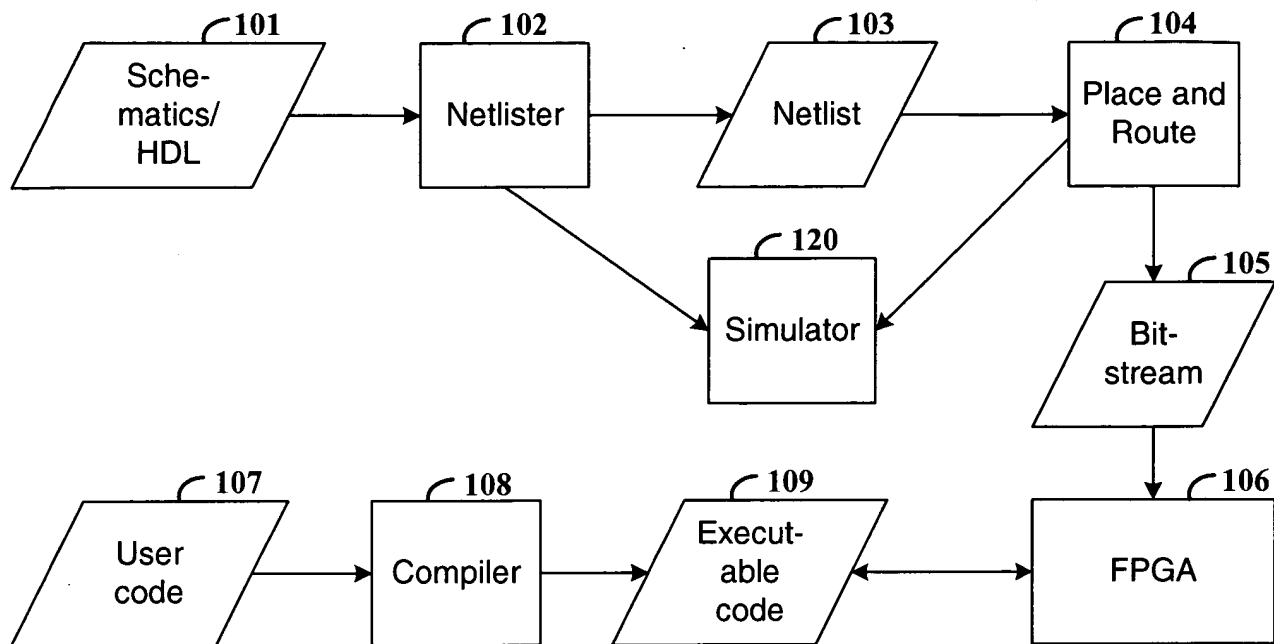 101
Sche-
matics/
HDL
102
Netlister
103
Netlist
104
Place and
Route
120
Simulator
105
Bit-
stream
107
User
code
108
Compiler
109
Execut-
able
code
106
FPGA